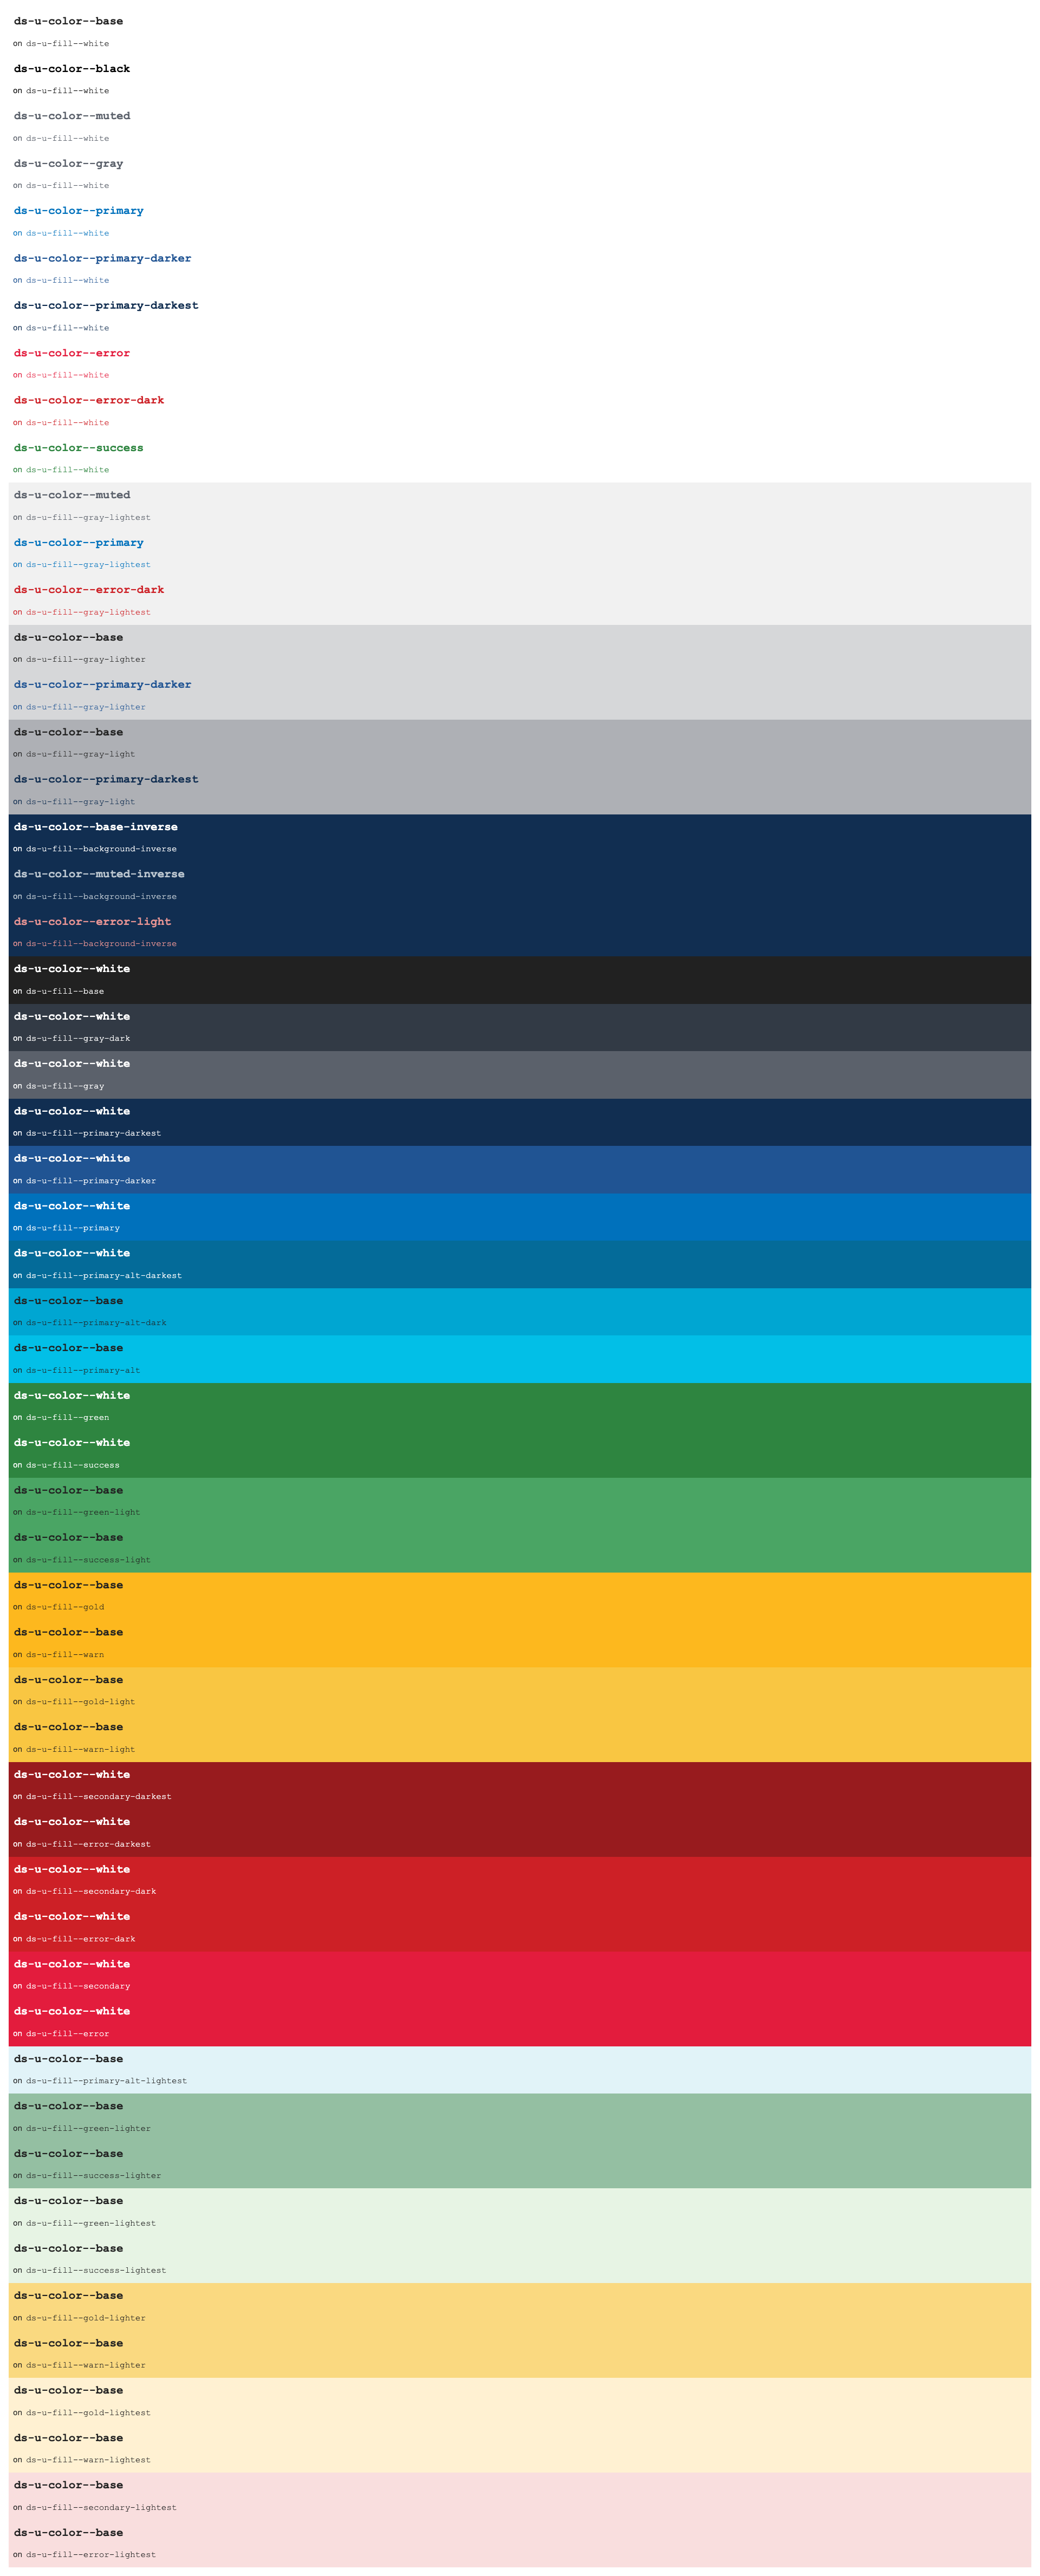 ds-u-color--base
on ds-u-fill--white
ds-u-color--black
on ds-u-fill--white
ds-u-color--muted
on ds-u-fill--white
ds-u-color--gray
on ds-u-fill--white
ds-u-color--primary
on ds-u-fill--white
ds-u-color--primary-darker
on ds-u-fill--white
ds-u-color--primary-darkest
on ds-u-fill--white
ds-u-color--error
on ds-u-fill--white
ds-u-color--error-dark
on ds-u-fill--white
ds-u-color--success
on ds-u-fill--white
ds-u-color--muted
on ds-u-fill--gray-lightest
ds-u-color--primary
on ds-u-fill--gray-lightest
ds-u-color--error-dark
on ds-u-fill--gray-lightest
ds-u-color--base
on ds-u-fill--gray-lighter
ds-u-color--primary-darker
on ds-u-fill--gray-lighter
ds-u-color--base
on ds-u-fill--gray-light
ds-u-color--primary-darkest
on ds-u-fill--gray-light
ds-u-color--base-inverse
on ds-u-fill--background-inverse
ds-u-color--muted-inverse
on ds-u-fill--background-inverse
ds-u-color--error-light
on ds-u-fill--background-inverse
ds-u-color--white
on ds-u-fill--base
ds-u-color--white
on ds-u-fill--gray-dark
ds-u-color--white
on ds-u-fill--gray
ds-u-color--white
on ds-u-fill--primary-darkest
ds-u-color--white
on ds-u-fill--primary-darker
ds-u-color--white
on ds-u-fill--primary
ds-u-color--white
on ds-u-fill--primary-alt-darkest
ds-u-color--base
on ds-u-fill--primary-alt-dark
ds-u-color--base
on ds-u-fill--primary-alt
ds-u-color--white
on ds-u-fill--green
ds-u-color--white
on ds-u-fill--success
ds-u-color--base
on ds-u-fill--green-light
ds-u-color--base
on ds-u-fill--success-light
ds-u-color--base
on ds-u-fill--gold
ds-u-color--base
on ds-u-fill--warn
ds-u-color--base
on ds-u-fill--gold-light
ds-u-color--base
on ds-u-fill--warn-light
ds-u-color--white
on ds-u-fill--secondary-darkest
ds-u-color--white
on ds-u-fill--error-darkest
ds-u-color--white
on ds-u-fill--secondary-dark
ds-u-color--white
on ds-u-fill--error-dark
ds-u-color--white
on ds-u-fill--secondary
ds-u-color--white
on ds-u-fill--error
ds-u-color--base
on ds-u-fill--primary-alt-lightest
ds-u-color--base
on ds-u-fill--green-lighter
ds-u-color--base
on ds-u-fill--success-lighter
ds-u-color--base
on ds-u-fill--green-lightest
ds-u-color--base
on ds-u-fill--success-lightest
ds-u-color--base
on ds-u-fill--gold-lighter
ds-u-color--base
on ds-u-fill--warn-lighter
ds-u-color--base
on ds-u-fill--gold-lightest
ds-u-color--base
on ds-u-fill--warn-lightest
ds-u-color--base
on ds-u-fill--secondary-lightest
ds-u-color--base
on ds-u-fill--error-lightest